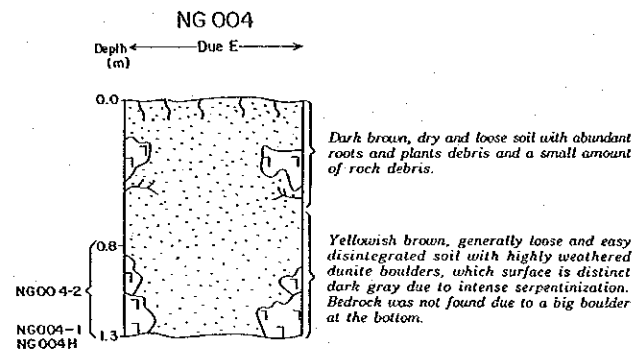 NG 004
Depth Due E
(m)
0.0
Dark brown, dry and loose soil with abundant
roots and plants debris and a small amount
of roch debris.
0.8
Yellowish brown, generally loose and easy
disintegrated soil with highly weathered
dunite boulders, which surface is distinct
dark gray due to intense serpentinization.
Bedrock was not found due to a big boulder
at the bottom.
NG004-2
NG004-1
NG004H
1.3